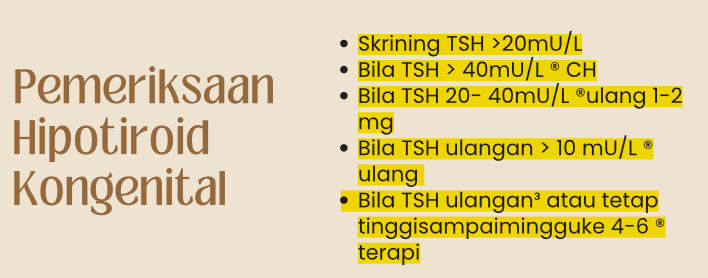 Pemeriksaan
Hipotiroid
Kongenital
• Skrining TSH >20mU/L
• Bila TSH > 40mU/L ® CH
• Bila TSH 20- 40mU/L ®ulang 1-2
mg
• Bila TSH ulangan > 10 mU/L ®
ulang
• Bila TSH ulangan³ atau tetap
tinggisampaimingguke 4-6 ®
terapi